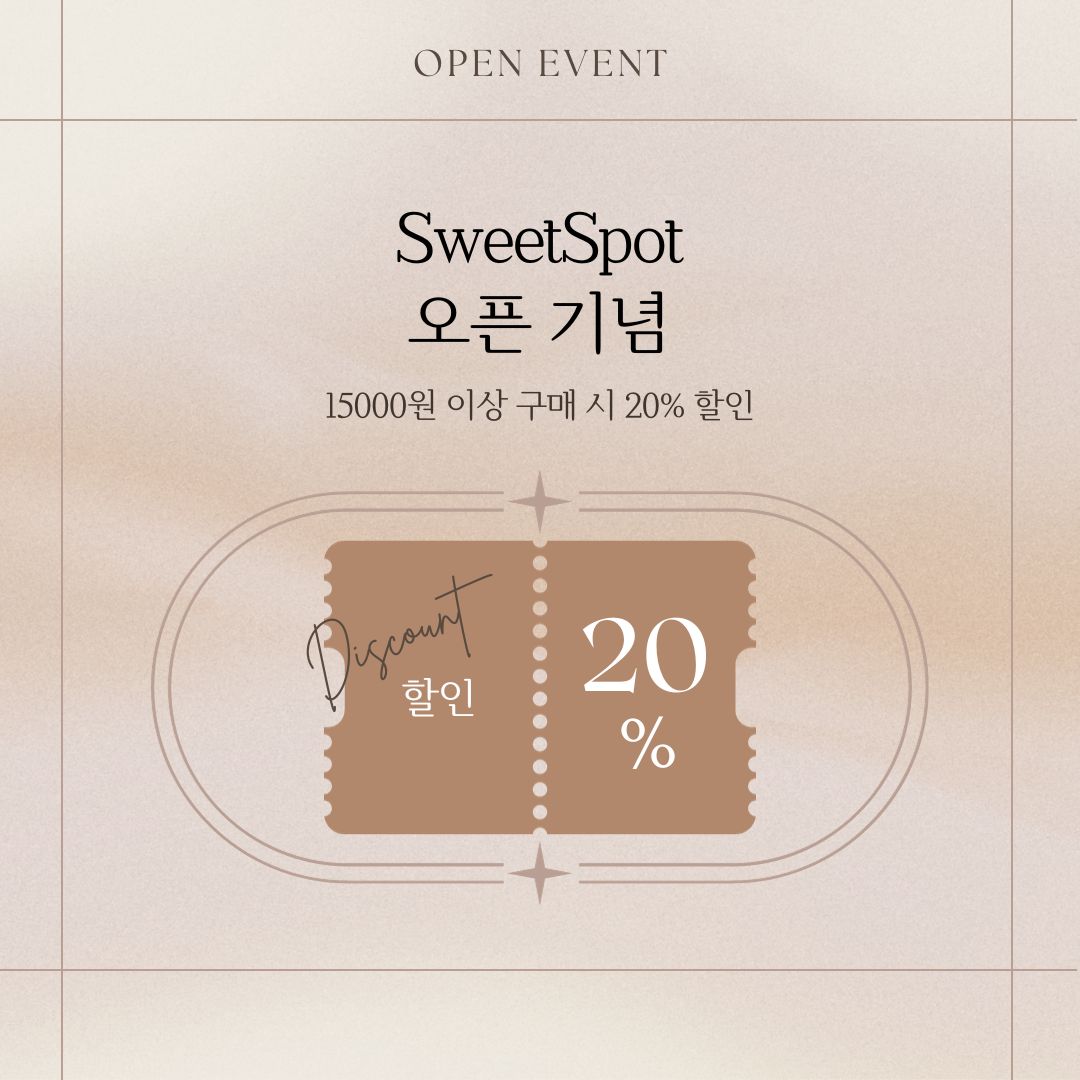 OPEN EVENT
SweetSpot
오픈 기념
15000원 이상 구매 시 20% 할인
Discount
할인
20
%